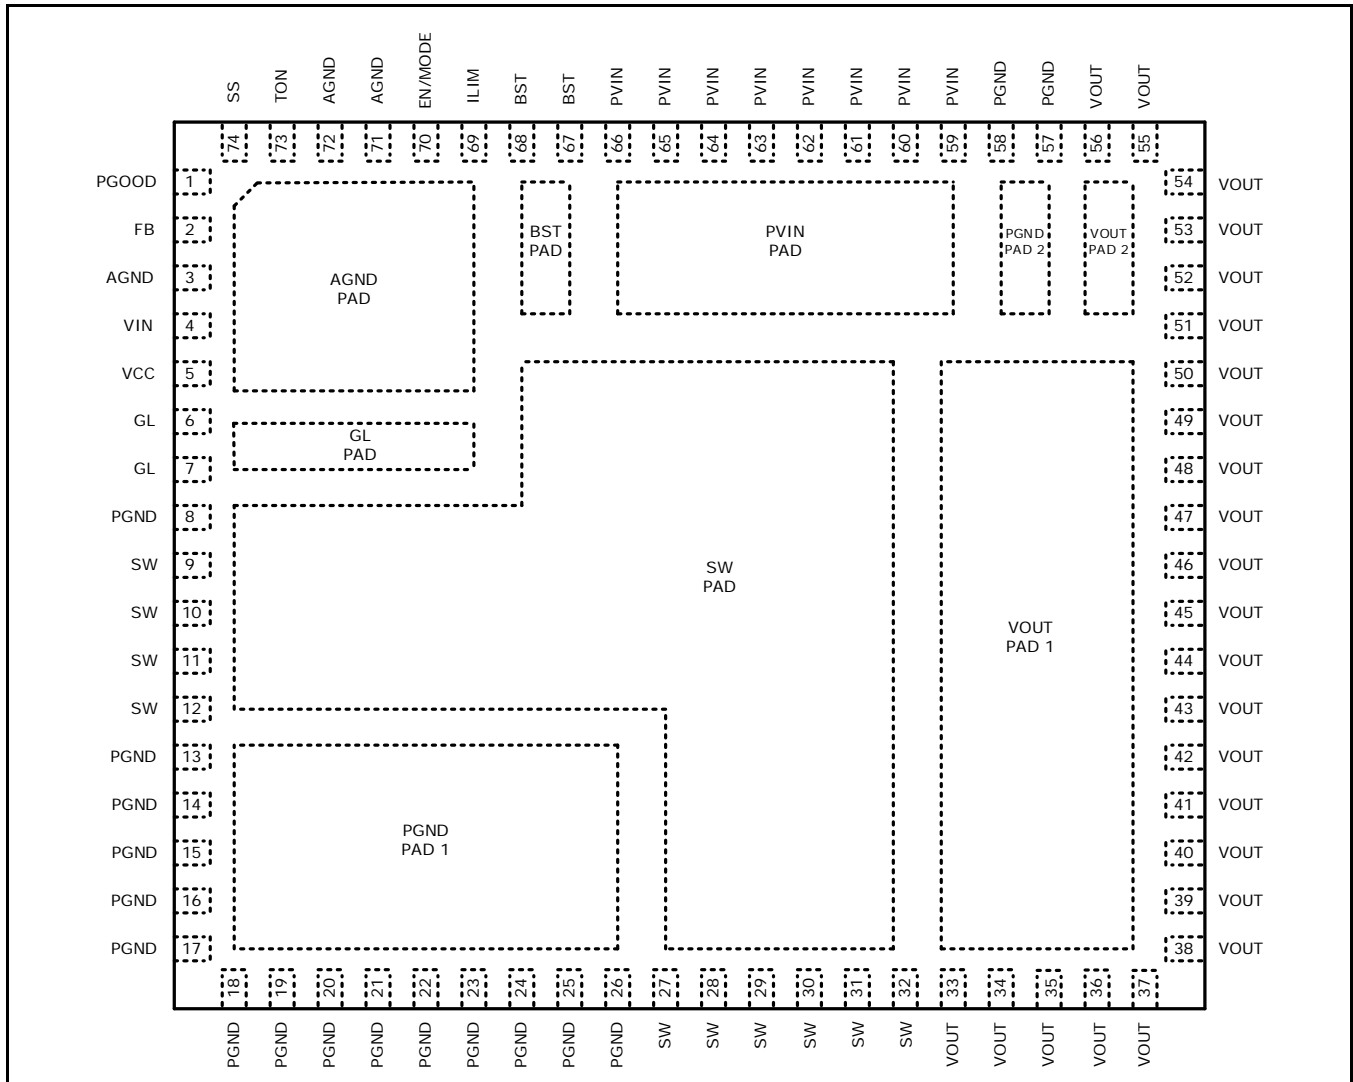 SS
TON
AGND
AGND
EN/MODE
ILIM
BST
BST
PVIN
PVIN
PVIN
PVIN
PVIN
PVIN
PVIN
PVIN
PGND
PGND
VOUT
VOUT
74
73
72
71
70
69
68
67
66
65
64
63
62
61
60
59
58
57
56
55
PGOOD 1
FB 2
AGND 3
VIN 4
VCC 5
GL 6
GL 7
PGND 8
SW 9
SW 10
SW 11
SW 12
PGND 13
PGND 14
PGND 15
PGND 16
PGND 17
AGND
PAD
BST
PAD
PVIN
PAD
PGND
PAD 2
VOUT
PAD 2
GL
PAD
SW
PAD
VOUT
PAD 1
PGND
PAD 1
54 VOUT
53 VOUT
52 VOUT
51 VOUT
50 VOUT
49 VOUT
48 VOUT
47 VOUT
46 VOUT
45 VOUT
44 VOUT
43 VOUT
42 VOUT
41 VOUT
40 VOUT
39 VOUT
38 VOUT
18
19
20
21
22
23
24
25
26
27
28
29
30
31
32
33
34
35
36
37
PGND
PGND
PGND
PGND
PGND
PGND
PGND
PGND
PGND
SW
SW
SW
SW
SW
SW
VOUT
VOUT
VOUT
VOUT
VOUT